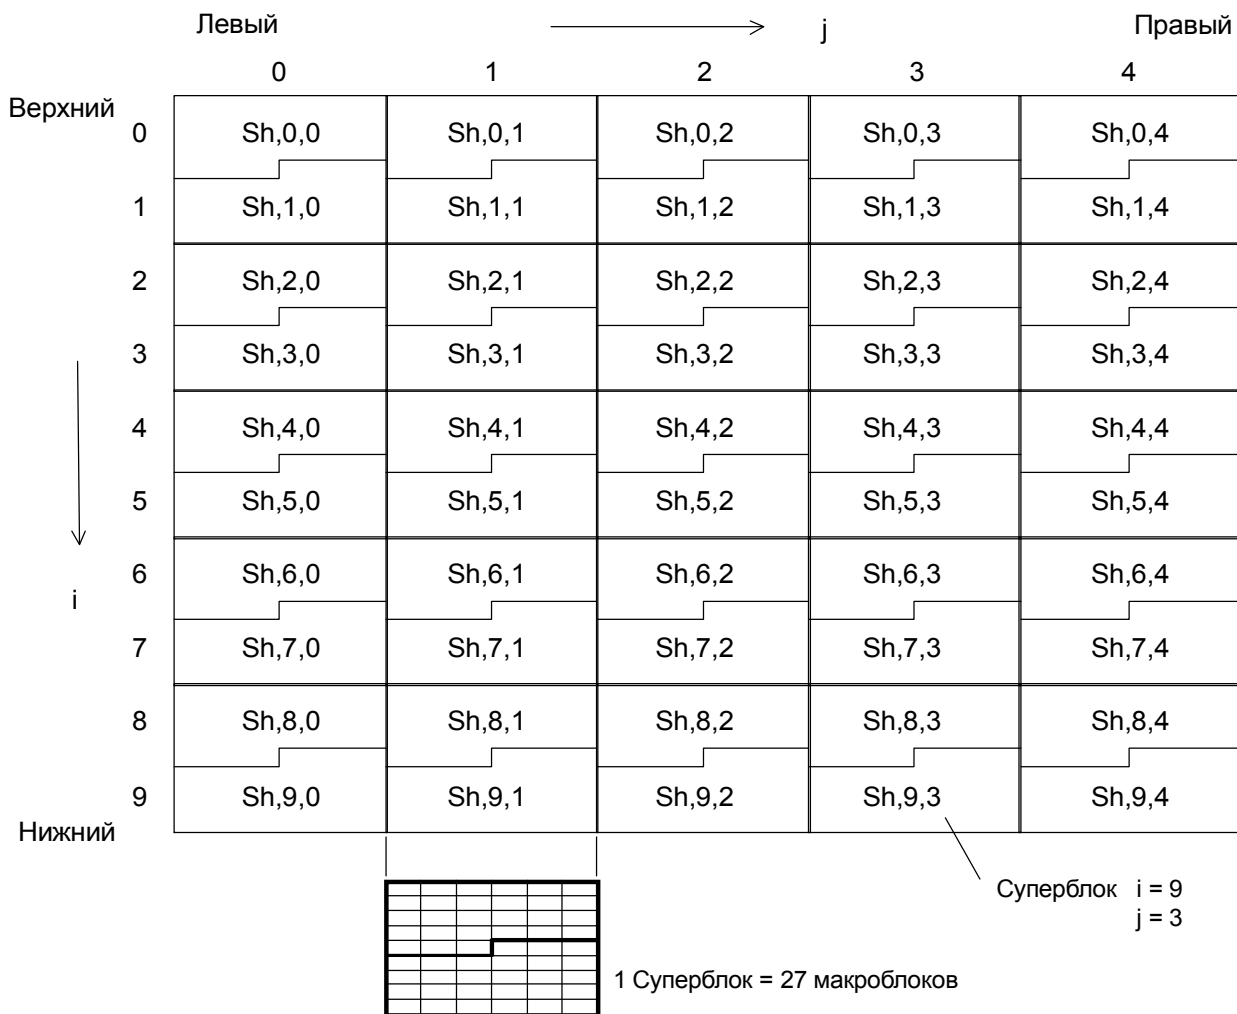 Левый j Правый
0 1 2 3 4
Верхний
0 Sh,0,0 Sh,0,1 Sh,0,2 Sh,0,3 Sh,0,4
1 Sh,1,0 Sh,1,1 Sh,1,2 Sh,1,3 Sh,1,4
2 Sh,2,0 Sh,2,1 Sh,2,2 Sh,2,3 Sh,2,4
3 Sh,3,0 Sh,3,1 Sh,3,2 Sh,3,3 Sh,3,4
4 Sh,4,0 Sh,4,1 Sh,4,2 Sh,4,3 Sh,4,4
5 Sh,5,0 Sh,5,1 Sh,5,2 Sh,5,3 Sh,5,4
6 Sh,6,0 Sh,6,1 Sh,6,2 Sh,6,3 Sh,6,4
i
7 Sh,7,0 Sh,7,1 Sh,7,2 Sh,7,3 Sh,7,4
8 Sh,8,0 Sh,8,1 Sh,8,2 Sh,8,3 Sh,8,4
9 Sh,9,0 Sh,9,1 Sh,9,2 Sh,9,3 Sh,9,4
Нижний
Суперблок i = 9
j = 3
1 Суперблок = 27 макроблоков